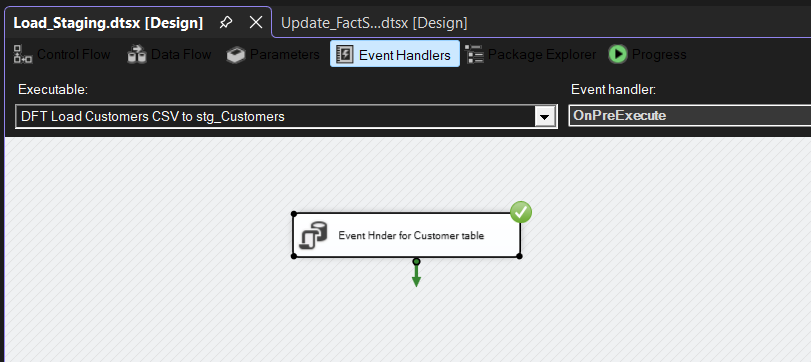 Load_Staging.dtsx [Design] Update_FactS...dtsx [Design]
Control Flow Data Flow Parameters Event Handlers Package Explorer Progress
Executable: Event handler:
DFT Load Customers CSV to stg_Customers OnPreExecute
Event Hnder for Customer table